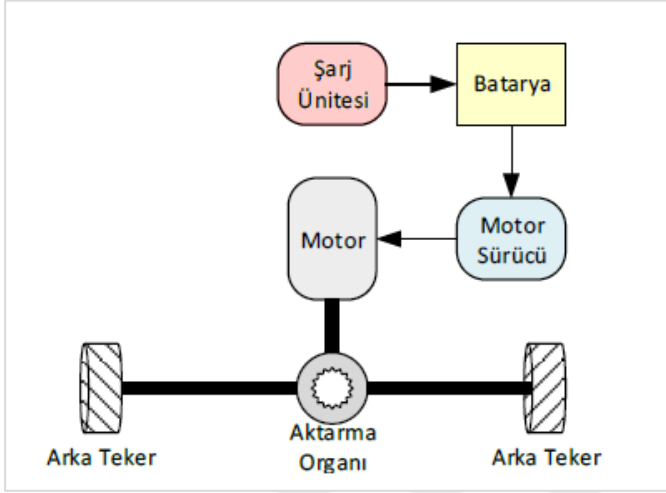 Şarj
Ünitesi
Batarya
Motor
Motor
Sürücü
Aktarma
Organı
Arka Teker
Arka Teker